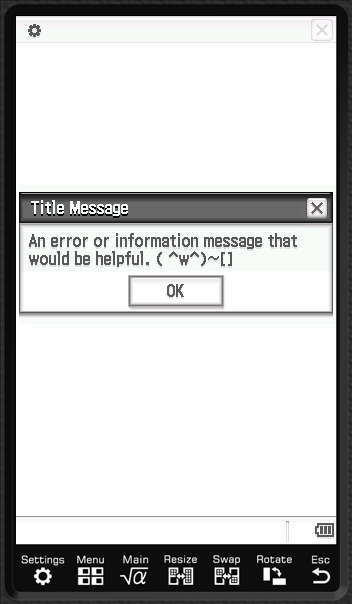 Title Message
An error or information message that
would be helpful. ( ^w^)~[]
OK
Settings Menu Main Resize Swap Rotate Esc
√α